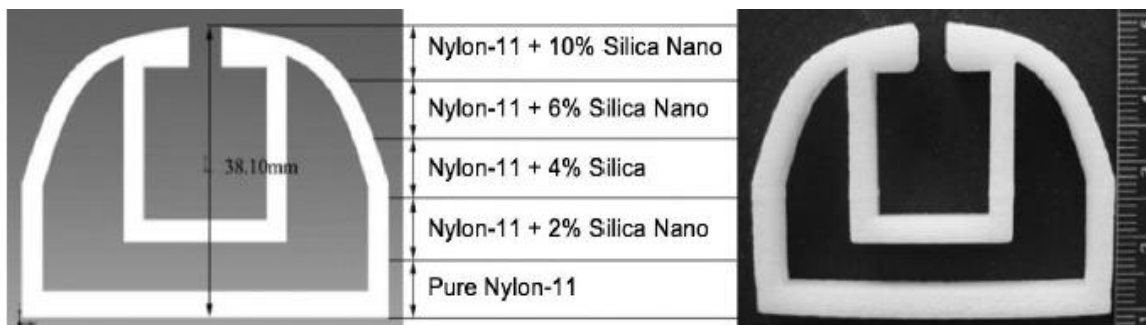 Nylon-11 + 10% Silica Nano
Nylon-11 + 6% Silica Nano
38.10mm
Nylon-11 + 4% Silica
Nylon-11 + 2% Silica Nano
Pure Nylon-11